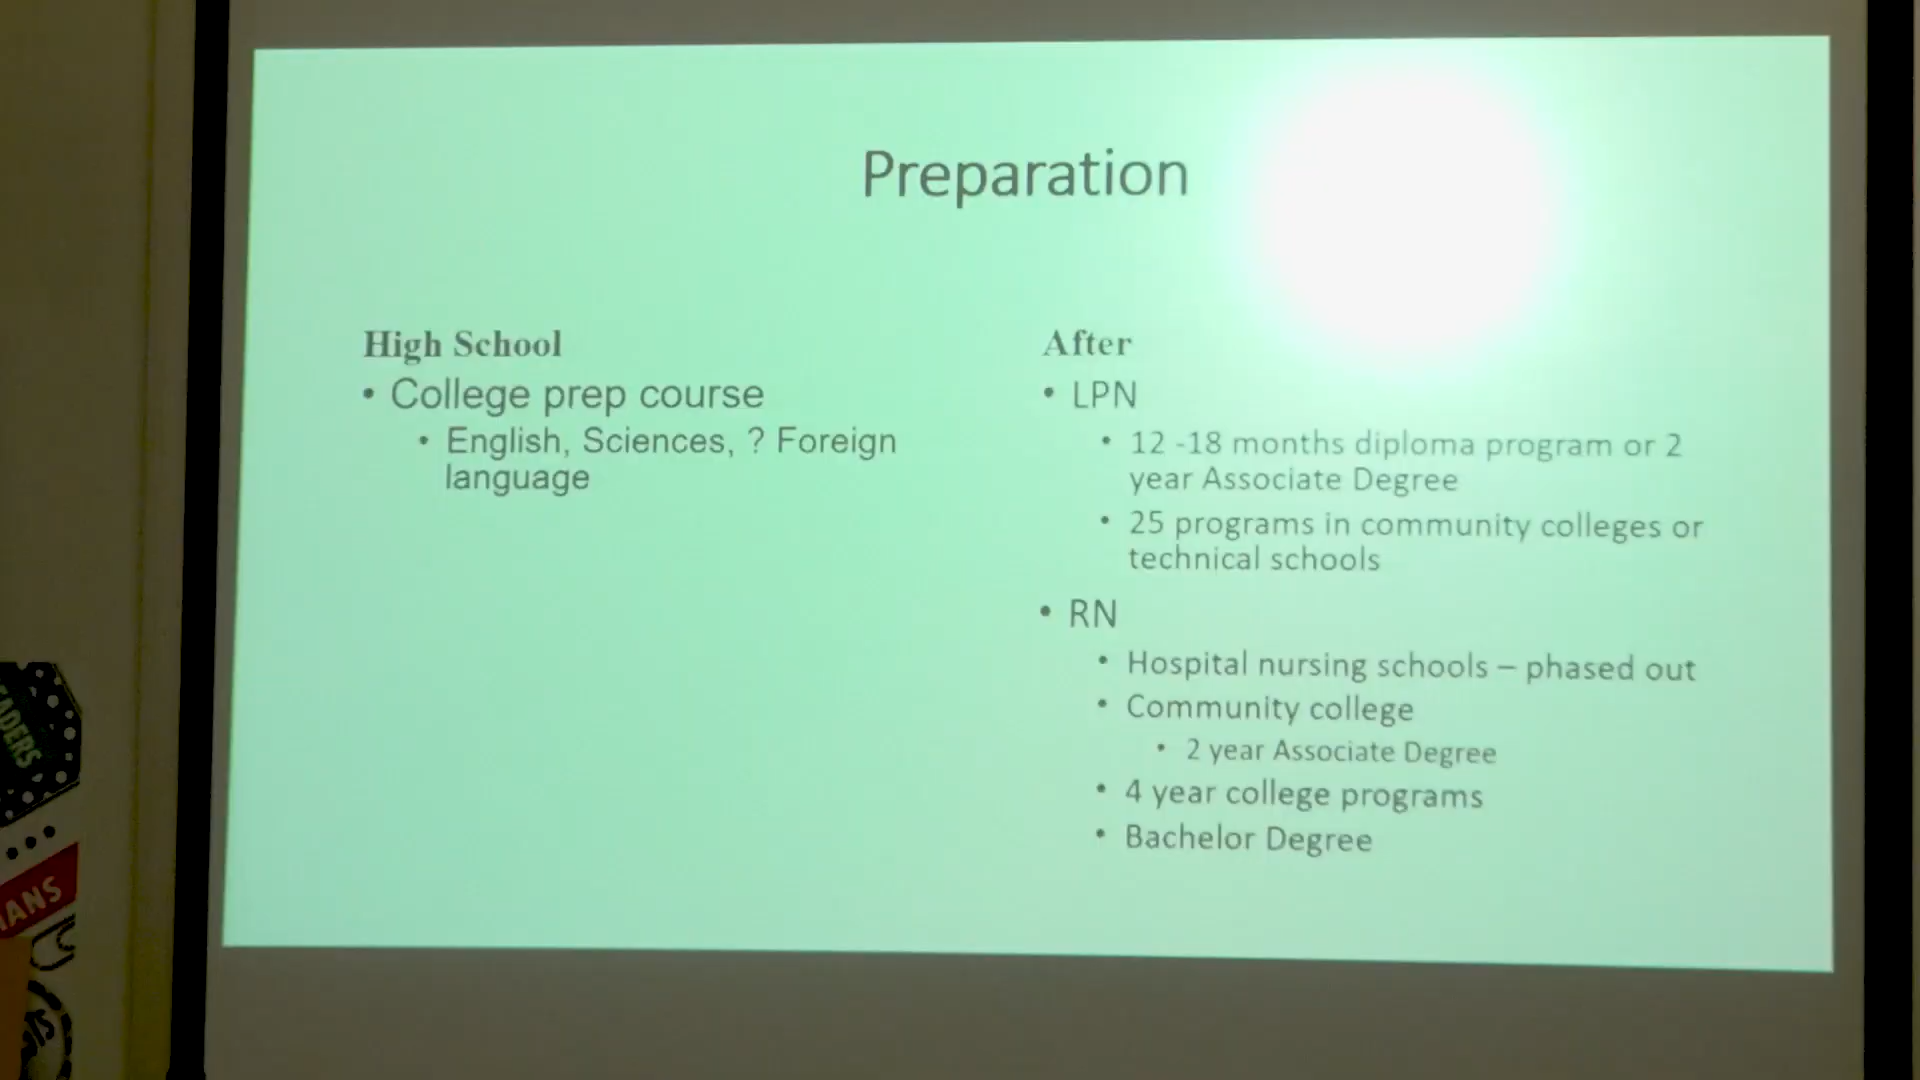 Preparation
High School
• College prep course
• English, Sciences, ? Foreign
language
After
• LPN
• 12 -18 months diploma program or 2
year Associate Degree
• 25 programs in community colleges or
technical schools
• RN
• Hospital nursing schools – phased out
• Community college
• 2 year Associate Degree
• 4 year college programs
• Bachelor Degree